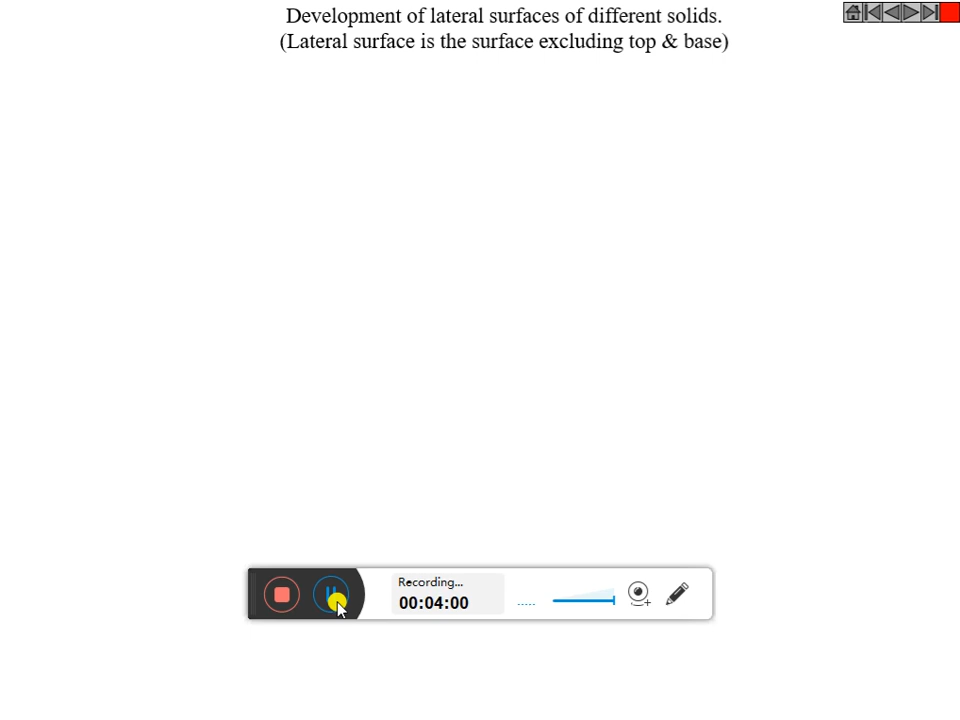 Development of lateral surfaces of different solids.
(Lateral surface is the surface excluding top & base)
Recording...
00:04:00